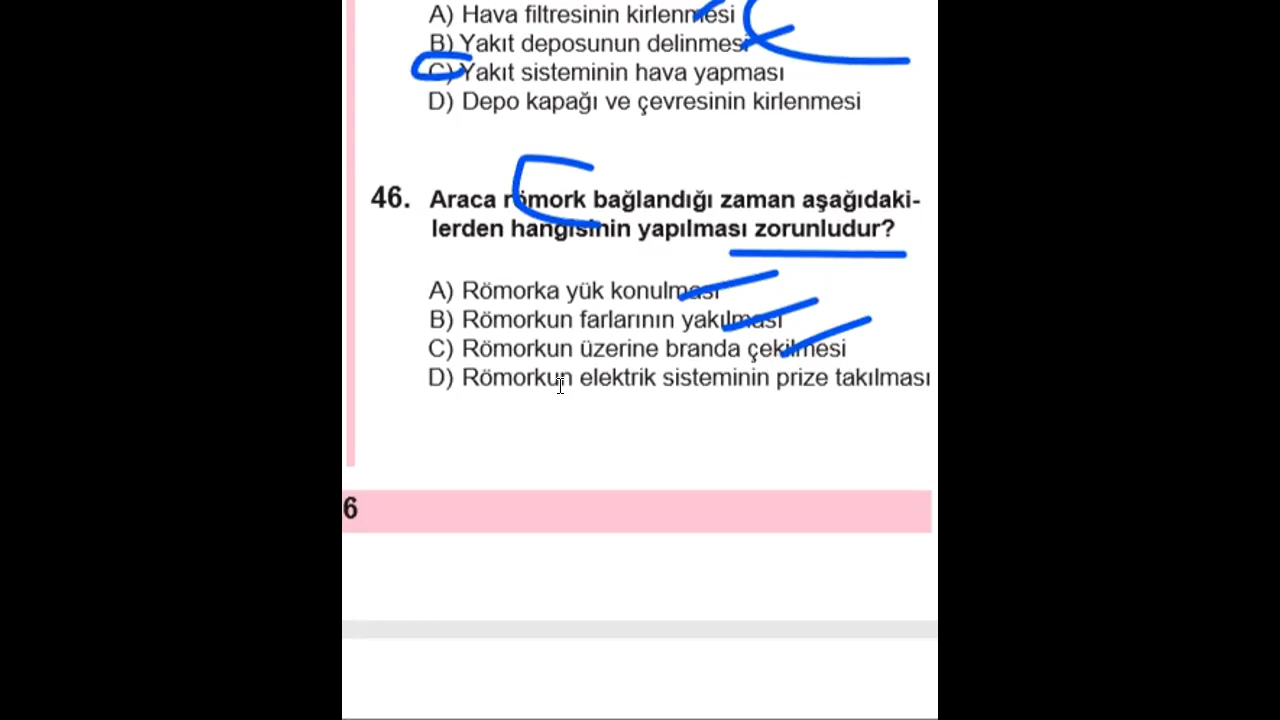 A) Hava filtresinin kirlenmesi
B) Yakıt deposunun delinmesi
C) Yakıt sisteminin hava yapması
D) Depo kapağı ve çevresinin kirlenmesi
46. Araca römork bağlandığı zaman aşağıdaki-
lerden hangisinin yapılması zorunludur?
A) Römorka yük konulması
B) Römorkun farlarının yakılması
C) Römorkun üzerine branda çekilmesi
D) Römorkun elektrik sisteminin prize takılması
6